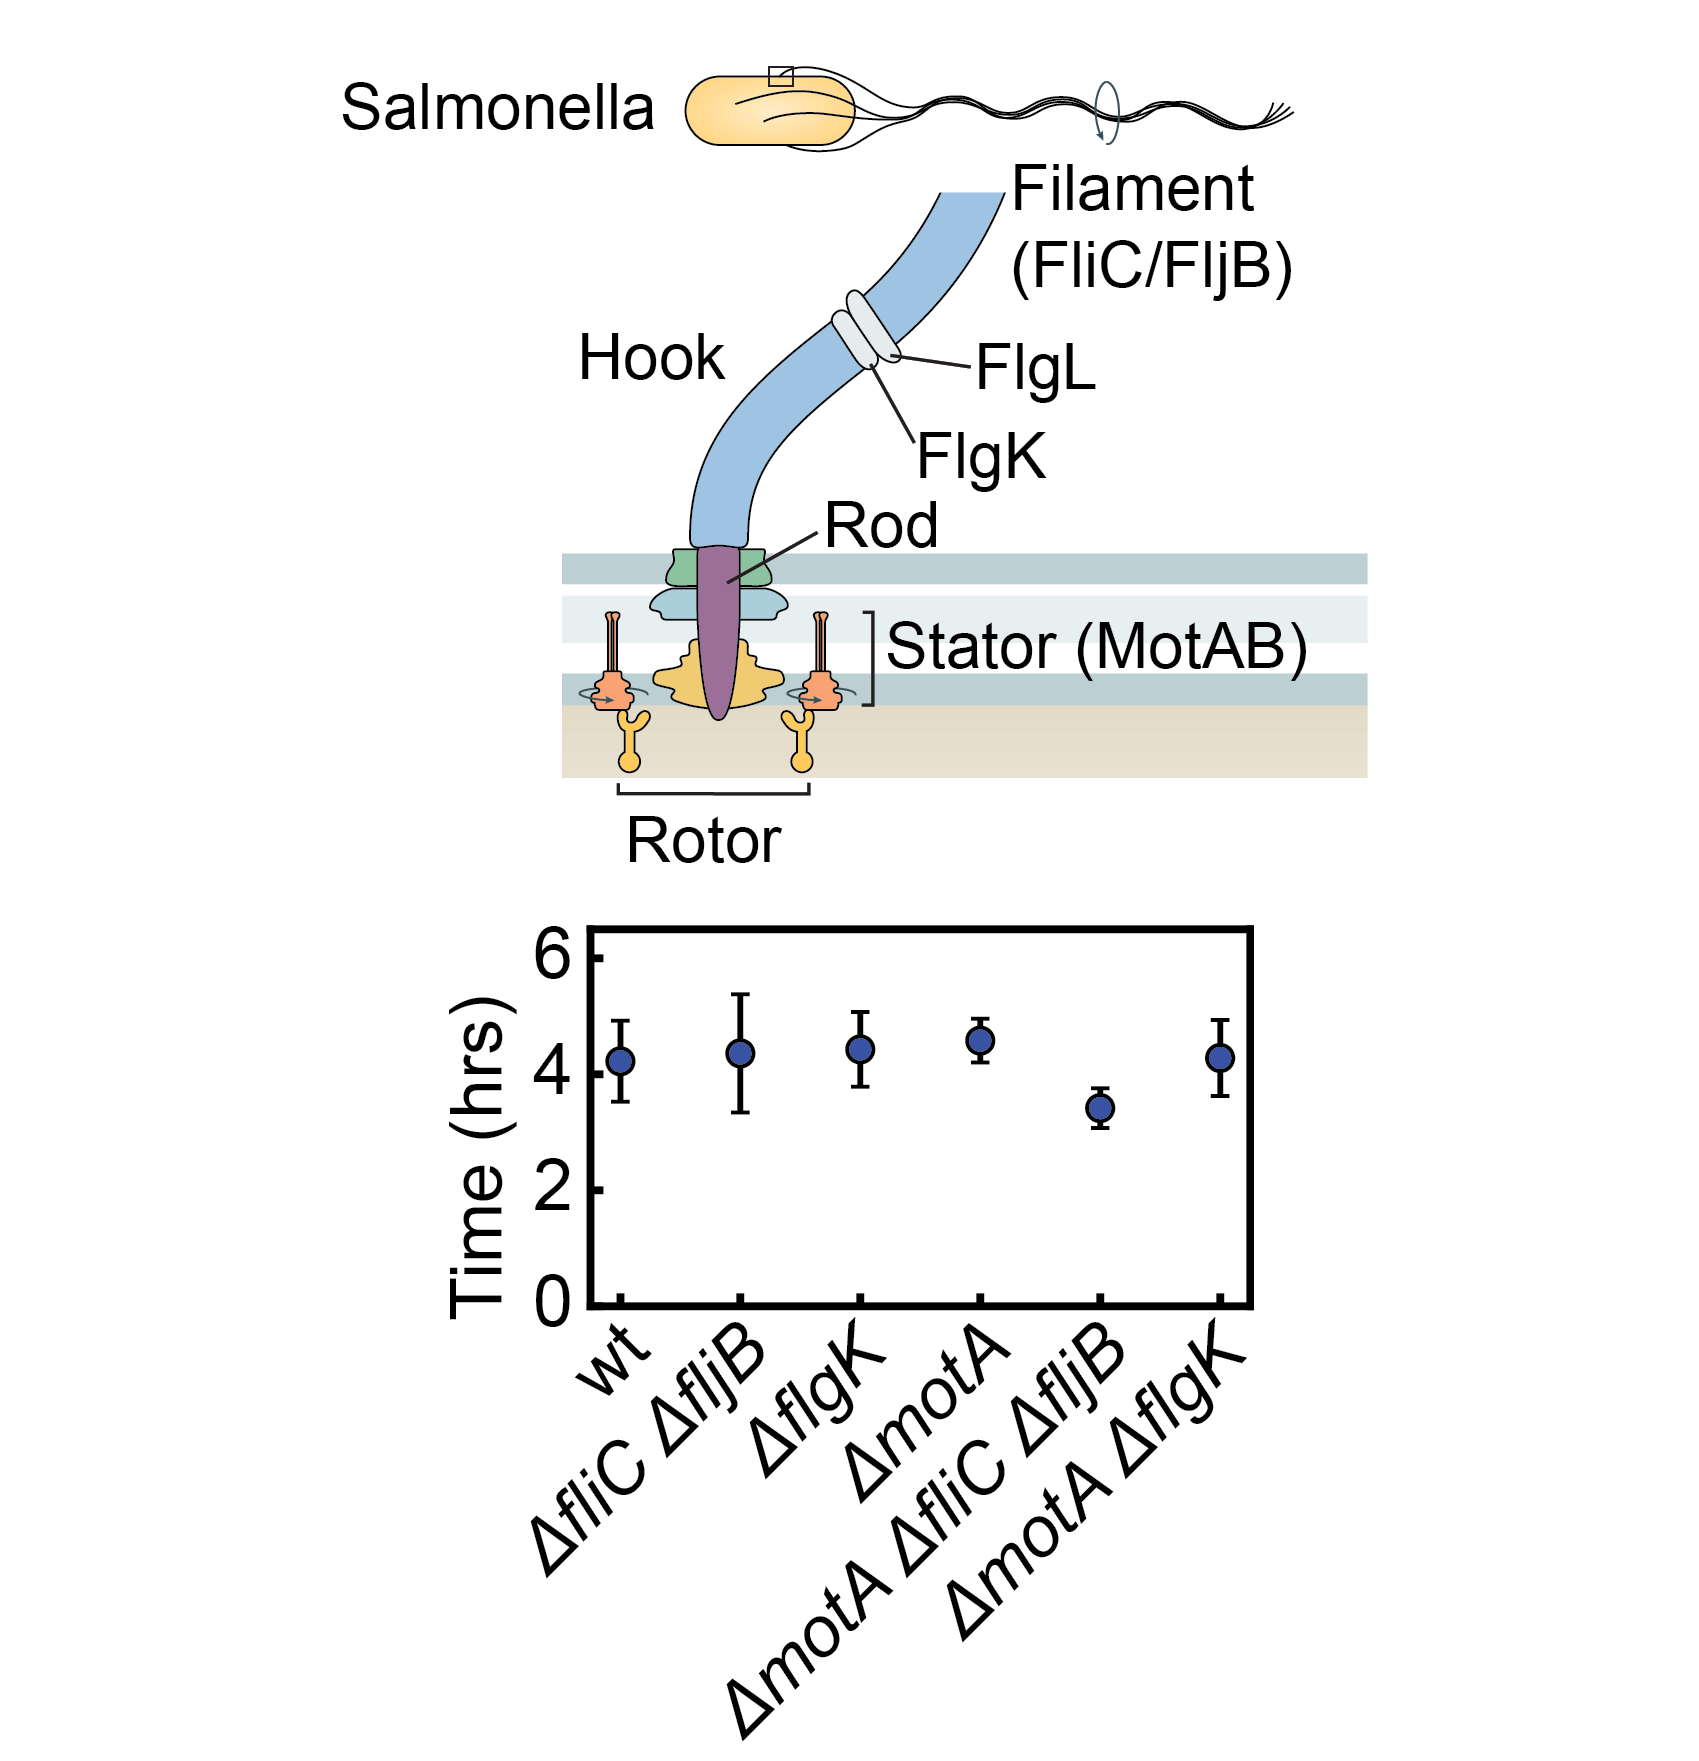 Salmonella
Filament
(FliC/FljB)
Hook
FlgL
FlgK
Rod
Stator (MotAB)
Rotor
Time (hrs)
6
4
2
0
wt
ΔfliC ΔfljB
ΔflgK
ΔmotA
ΔmotA ΔfliC ΔfljB
ΔmotA ΔflgK